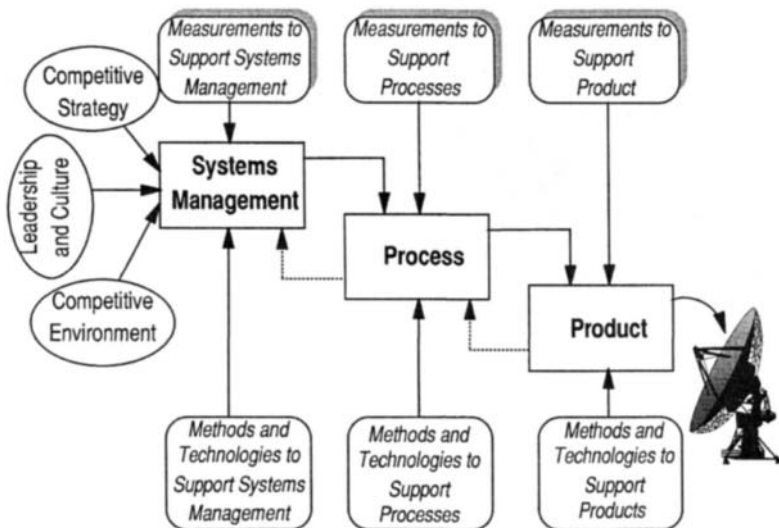 Measurements to
Support Systems
Management
Measurements to
Support
Processes
Measurements to
Support
Product
Competitive
Strategy
Leadership
and Culture
Competitive
Environment
Systems
Management
Process
Product
Methods and
Technologies to
Support Systems
Management
Methods and
Technologies to
Support
Processes
Methods and
Technologies to
Support
Products